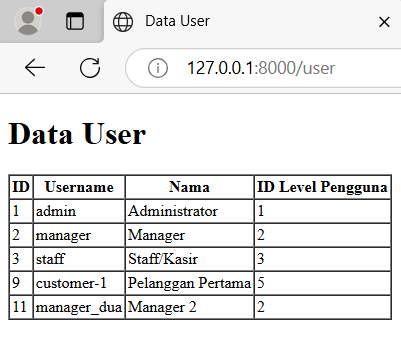 Data User
127.0.0.1:8000/user
Data User
ID Username Nama ID Level Pengguna
1 admin Administrator 1
2 manager Manager 2
3 staff Staff/Kasir 3
9 customer-1 Pelanggan Pertama 5
11 manager_dua Manager 2 2